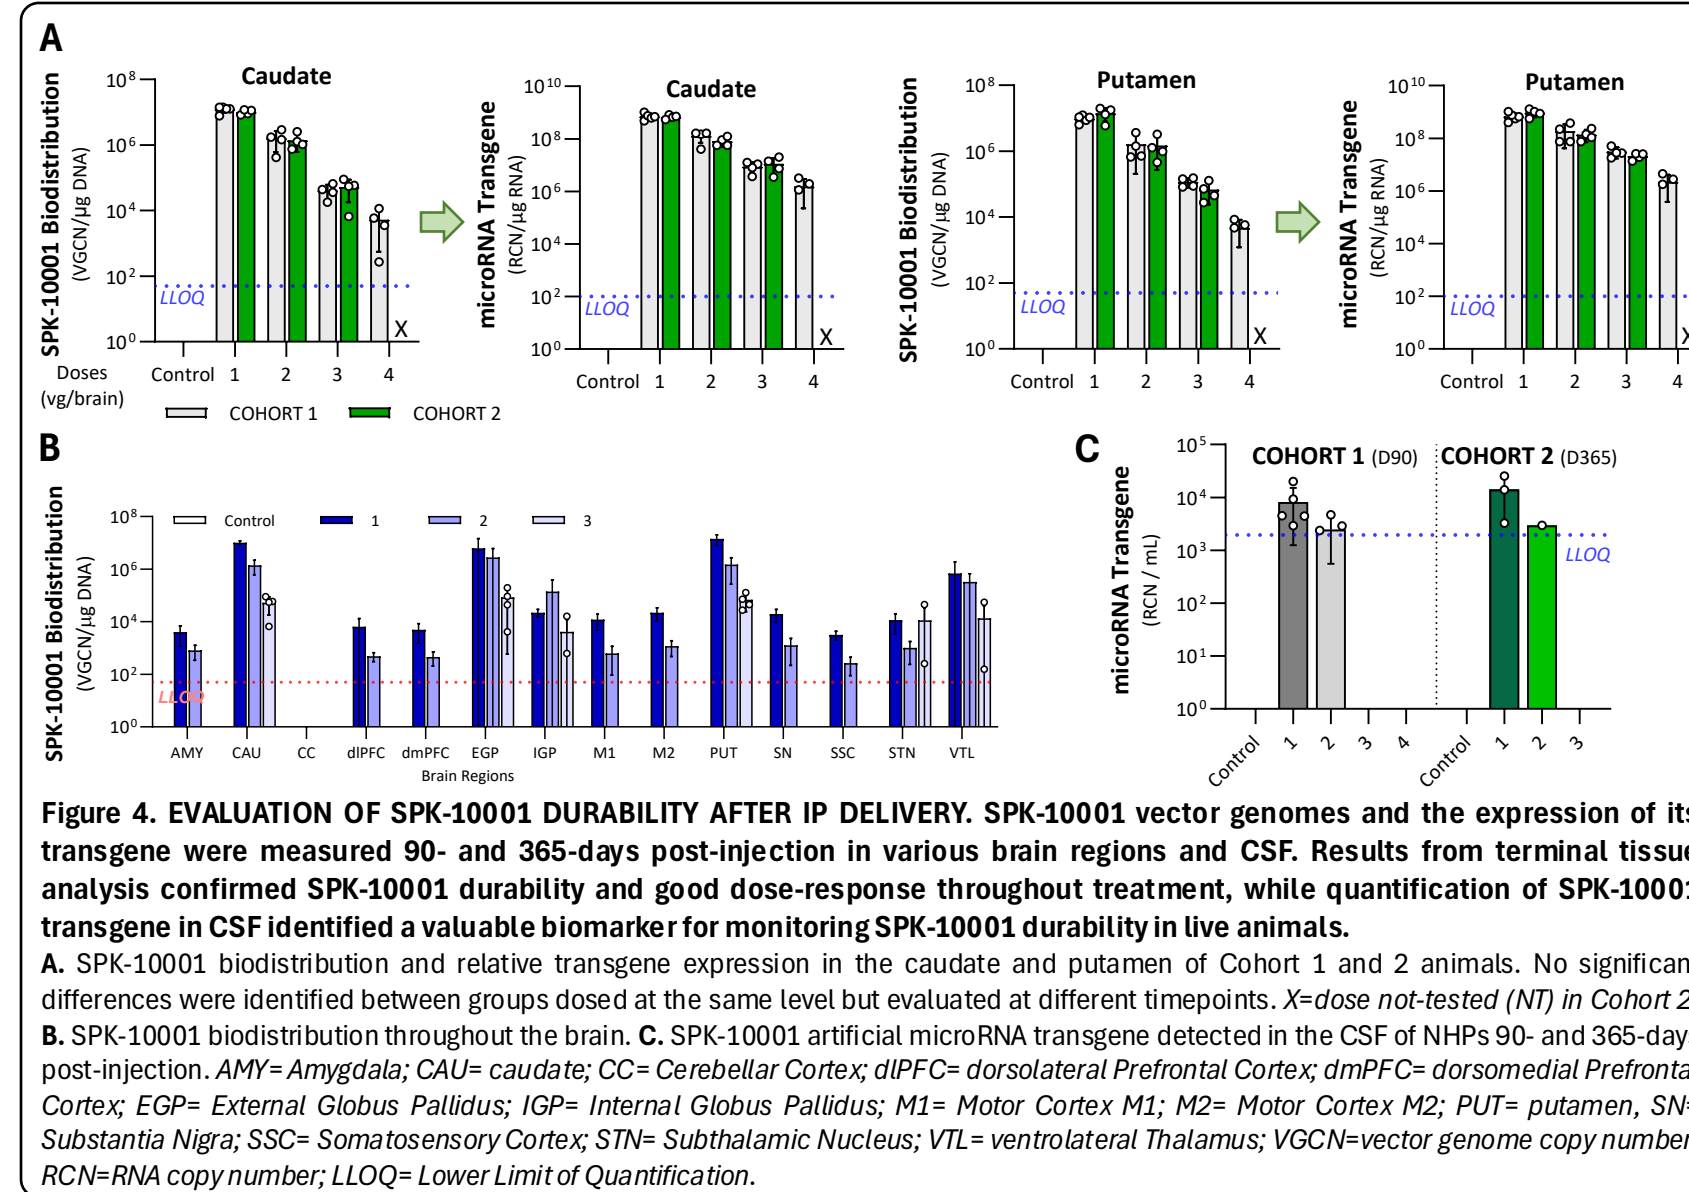 A
Caudate
SPK-10001 Biodistribution
(VGCN/µg DNA)
10⁸
10⁶
10⁴
10²
10⁰
LLOQ
X
Doses
(vg/brain)
Control 1 2 3 4
Caudate
microRNA Transgene
(RCN/µg RNA)
10¹⁰
10⁸
10⁶
10⁴
10²
10⁰
LLOQ
X
Control 1 2 3 4
Putamen
SPK-10001 Biodistribution
(VGCN/µg DNA)
10⁸
10⁶
10⁴
10²
10⁰
LLOQ
X
Control 1 2 3 4
Putamen
microRNA Transgene
(RCN/µg RNA)
10¹⁰
10⁸
10⁶
10⁴
10²
10⁰
LLOQ
X
Control 1 2 3 4
COHORT 1 COHORT 2
B
SPK-10001 Biodistribution
(VGCN/µg DNA)
10⁸
10⁶
10⁴
10²
10⁰
Control 1 2 3
LLOQ
AMY CAU CC dlPFC dmPFC EGP IGP M1 M2 PUT SN SSC STN VTL
Brain Regions
C
microRNA Transgene
(RCN / mL)
10⁵
10⁴
10³
10²
10¹
10⁰
COHORT 1 (D90) COHORT 2 (D365)
LLOQ
Control 1 2 3 4 Control 1 2 3
Figure 4. EVALUATION OF SPK-10001 DURABILITY AFTER IP DELIVERY. SPK-10001 vector genomes and the expression of its
transgene were measured 90- and 365-days post-injection in various brain regions and CSF. Results from terminal tissue
analysis confirmed SPK-10001 durability and good dose-response throughout treatment, while quantification of SPK-10001
transgene in CSF identified a valuable biomarker for monitoring SPK-10001 durability in live animals.
A. SPK-10001 biodistribution and relative transgene expression in the caudate and putamen of Cohort 1 and 2 animals. No significan
differences were identified between groups dosed at the same level but evaluated at different timepoints. X=dose not-tested (NT) in Cohort 2
B. SPK-10001 biodistribution throughout the brain. C. SPK-10001 artificial microRNA transgene detected in the CSF of NHPs 90- and 365-day
post-injection. AMY= Amygdala; CAU= caudate; CC= Cerebellar Cortex; dlPFC= dorsolateral Prefrontal Cortex; dmPFC= dorsomedial Prefronta
Cortex; EGP= External Globus Pallidus; IGP= Internal Globus Pallidus; M1= Motor Cortex M1; M2= Motor Cortex M2; PUT= putamen, SN=
Substantia Nigra; SSC= Somatosensory Cortex; STN= Subthalamic Nucleus; VTL= ventrolateral Thalamus; VGCN=vector genome copy number
RCN=RNA copy number; LLOQ= Lower Limit of Quantification.